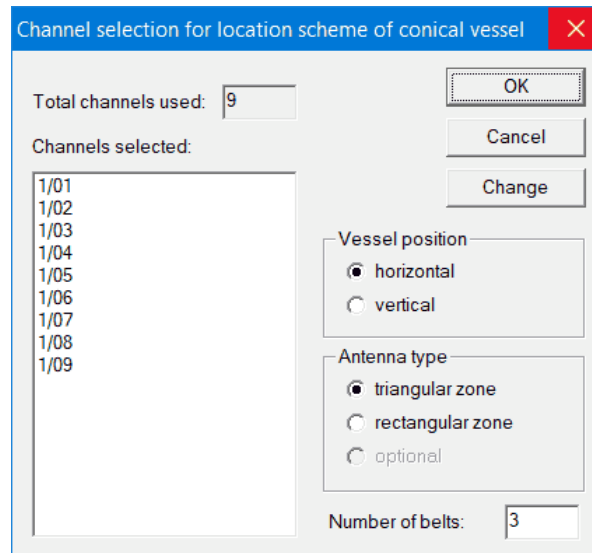 Channel selection for location scheme of conical vessel
Total channels used: 9
OK
Channels selected:
Cancel
Change
1/01
1/02
1/03
1/04
1/05
1/06
1/07
1/08
1/09
Vessel position
horizontal
vertical
Antenna type
triangular zone
rectangular zone
optional
Number of belts: 3